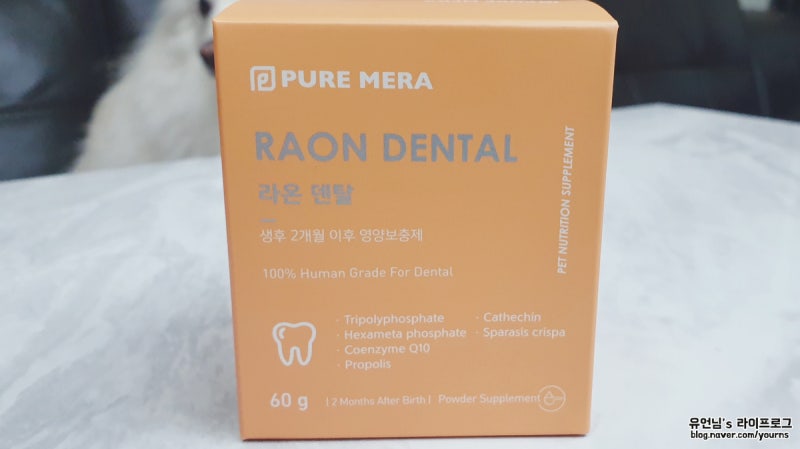 PURE MERA
RAON DENTAL
라온 덴탈
생후 2개월 이후 영양보충제
100% Human Grade For Dental
PET NUTRITION SUPPLEMENT
· Tripolyphosphate
· Hexameta phosphate
· Coenzyme Q10
· Propolis
· Cathechin
· Sparasis crispa
60 g | 2 Months After Birth | Powder Supplement
유언님's 라이프로그
blog.naver.com/yourns